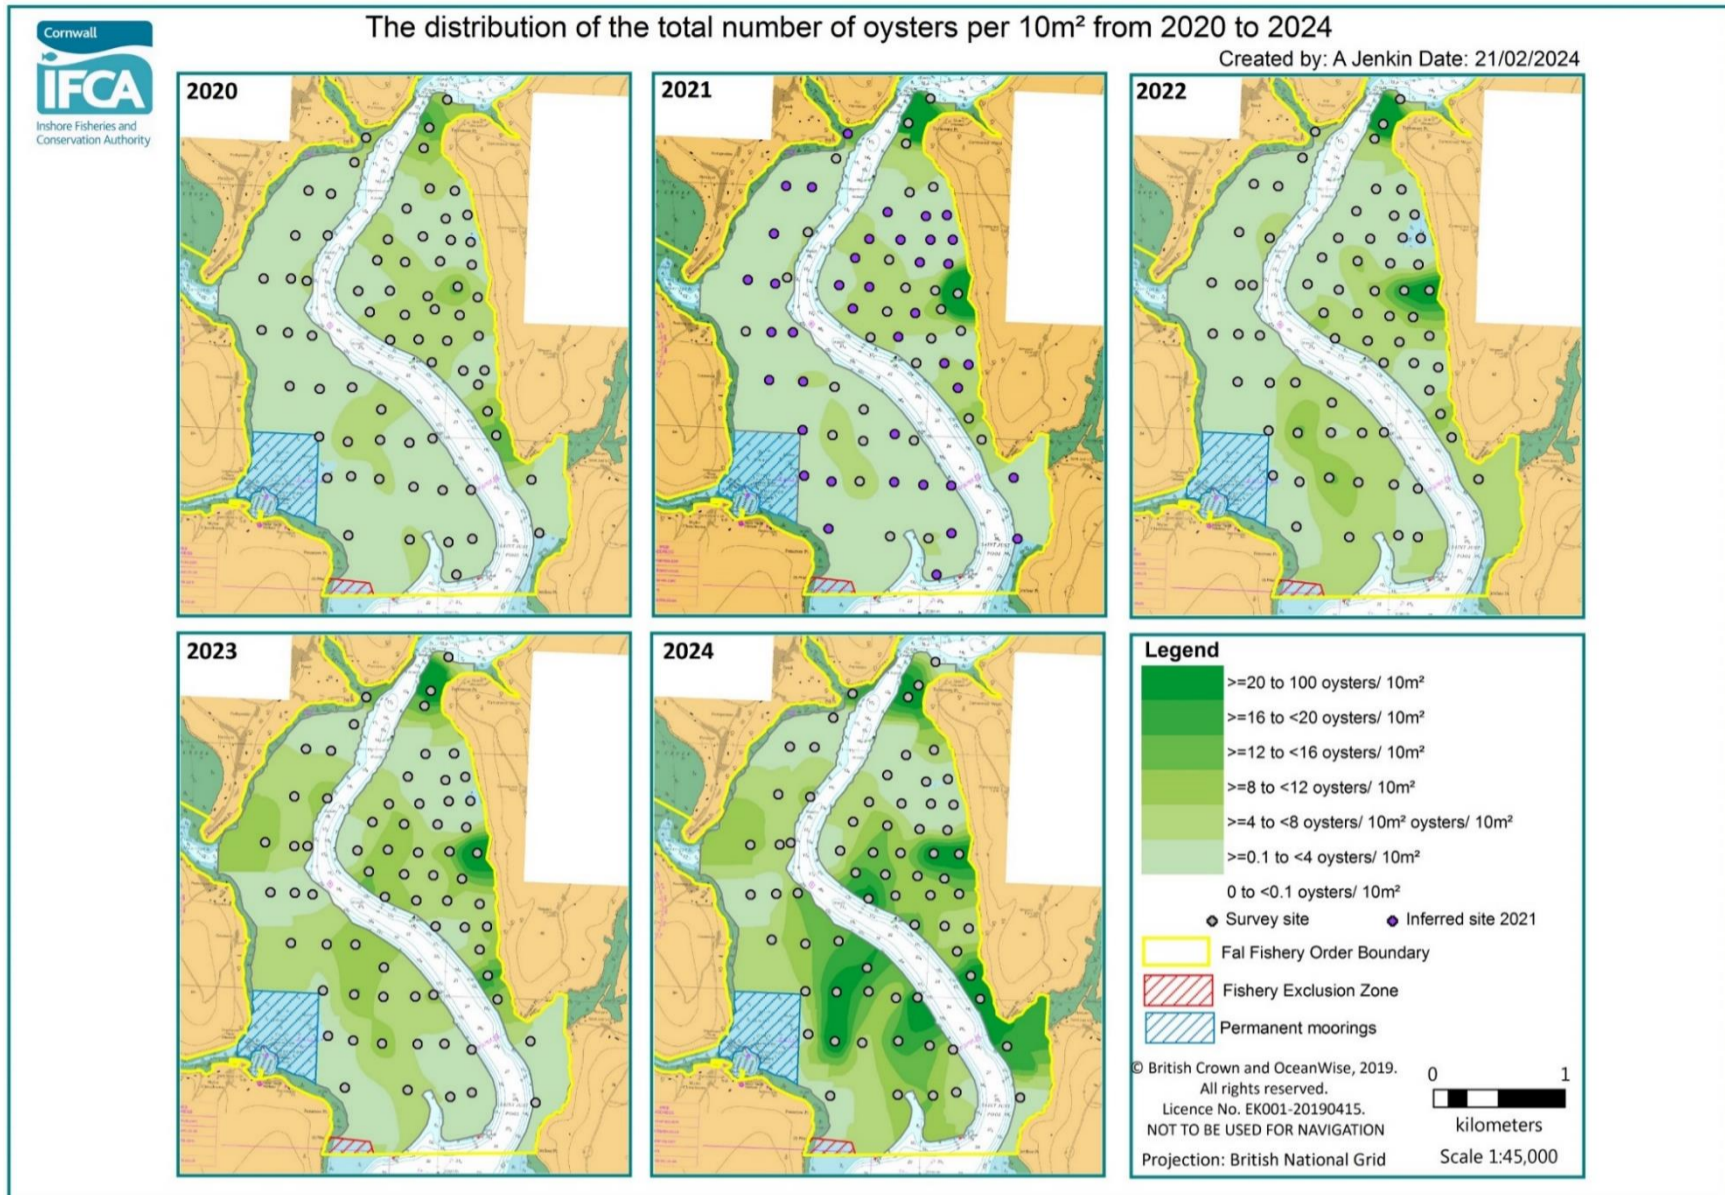 The distribution of the total number of oysters per 10m² from 2020 to 2024
Created by: A Jenkin Date: 21/02/2024
Cornwall
IFCA
Inshore Fisheries and
Conservation Authority
2020
2021
2022
2023
2024
Legend
>=20 to 100 oysters/ 10m²
>=16 to <20 oysters/ 10m²
>=12 to <16 oysters/ 10m²
>=8 to <12 oysters/ 10m²
>=4 to <8 oysters/ 10m² oysters/ 10m²
>=0.1 to <4 oysters/ 10m²
0 to <0.1 oysters/ 10m²
Survey site
Inferred site 2021
Fal Fishery Order Boundary
Fishery Exclusion Zone
Permanent moorings
© British Crown and OceanWise, 2019.
All rights reserved.
Licence No. EK001-20190415.
NOT TO BE USED FOR NAVIGATION
Projection: British National Grid
0 1
kilometers
Scale 1:45,000